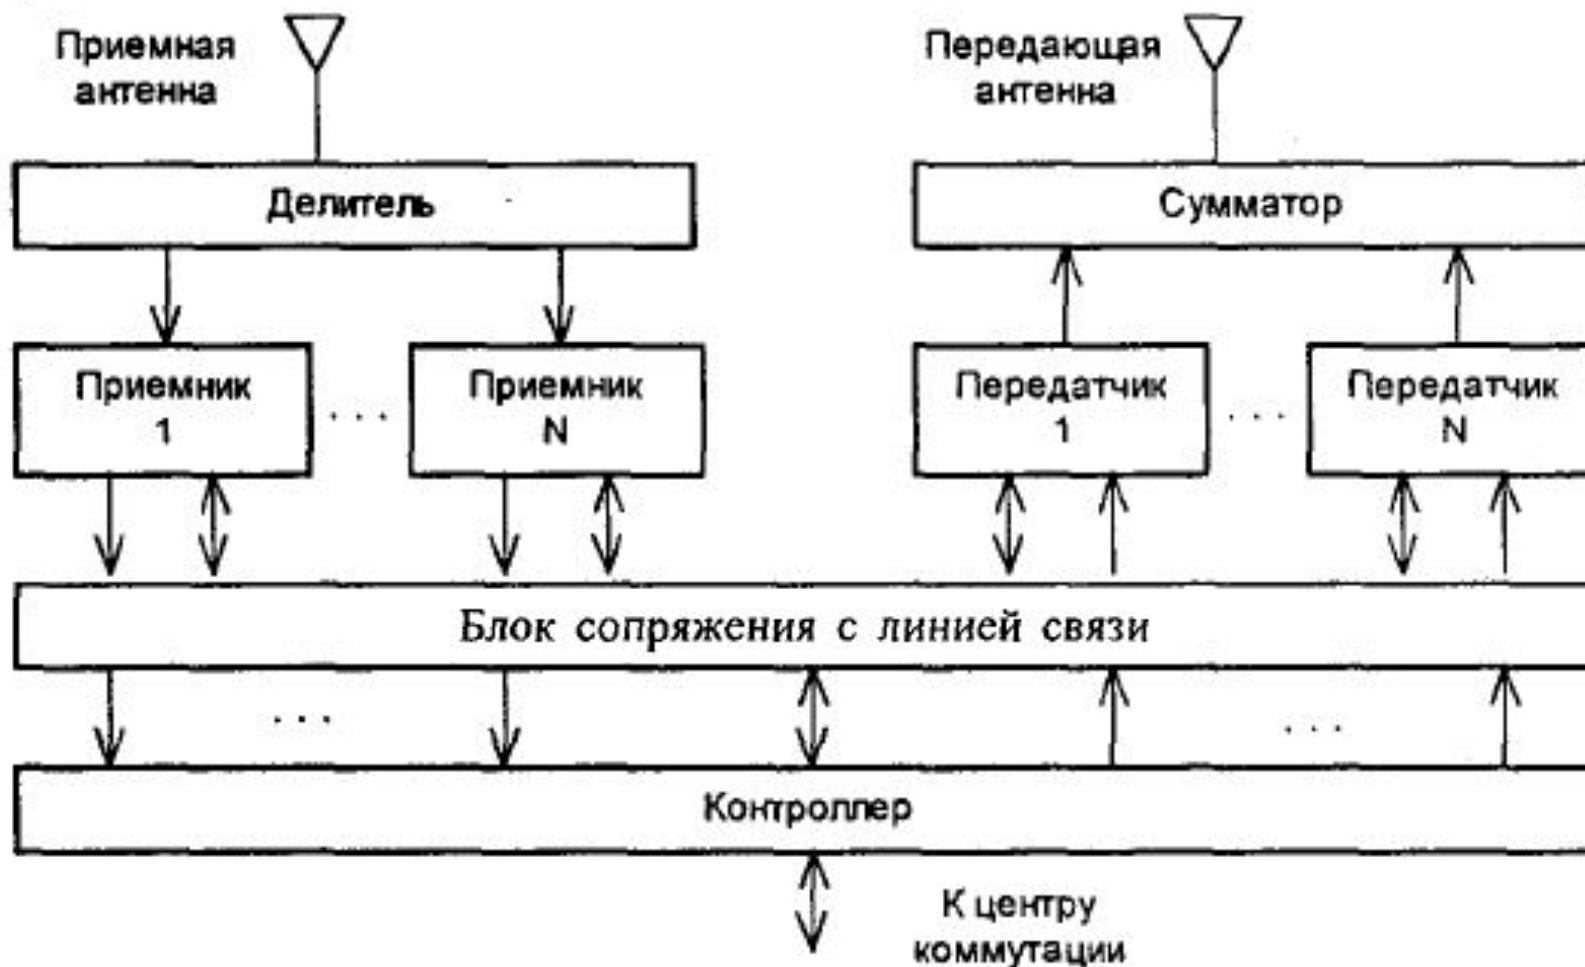 Приемная
антенна
Передающая
антенна
Делитель
Сумматор
Приемник
1
. . .
Приемник
N
Передатчик
1
. . .
Передатчик
N
Блок сопряжения с линией связи
. . .
. . .
Контроллер
К центру
коммутации